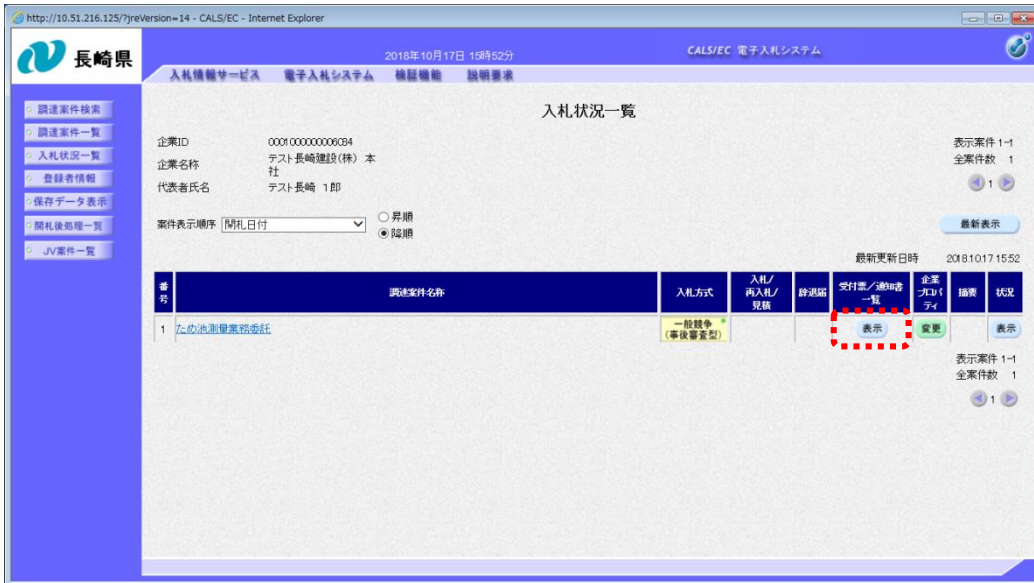 http://10.51.216.125/?jreVersion=14 - CALS/EC - Internet Explorer
長崎県
2018年10月17日 15時52分
CALS/EC 電子入札システム
入札情報サービス 電子入札システム 検証機能 説明要求
調達案件検索
調達案件一覧
入札状況一覧
登録者情報
保存データ表示
開札後処理一覧
JV案件一覧
入札状況一覧
企業ID 0001000000006084
企業名称 テスト長崎建設(株) 本
社
代表者氏名 テスト長崎 1郎
表示案件 1-1
全案件数 1
1
案件表示順序 開札日付
昇順
降順
最新表示
最新更新日時 2018.10.17 15:52
番号 調達案件名称 入札方式 入札/再入札/見積 辞退届 受付票/通知書一覧 企業プロパティ 摘要 状況
1 ため池測量業務委託 一般競争(事後審査型) 表示 変更 表示
表示案件 1-1
全案件数 1
1